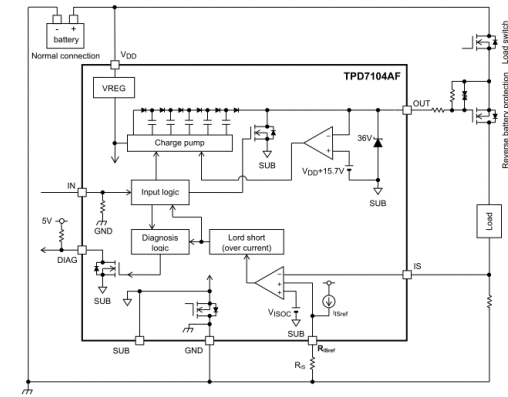 - +
battery
Normal connection
VDD
TPD7104AF
VREG
Charge pump
SUB
36V
VDD+15.7V
SUB
OUT
Load switch
Reverse battery protection
IN
Input logic
GND
5V
Diagnosis
logic
Lord short
(over current)
DIAG
SUB
IS
Load
VISOC
IISref
SUB
SUB
GND
RISref
RIS